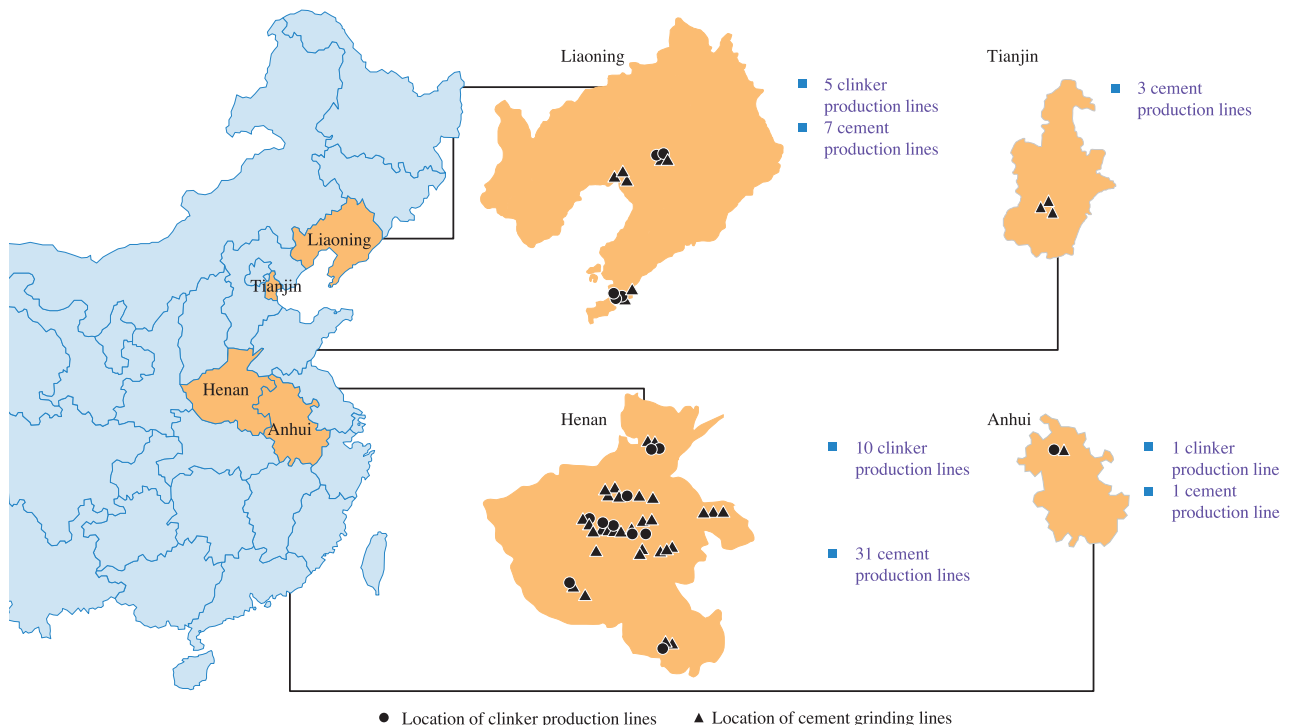 Liaoning
5 clinker
production lines
7 cement
production lines
Tianjin
3 cement
production lines
Liaoning
Tianjin
Henan
Anhui
Henan
10 clinker
production lines
31 cement
production lines
Anhui
1 clinker
production line
1 cement
production line
Location of clinker production lines
Location of cement grinding lines